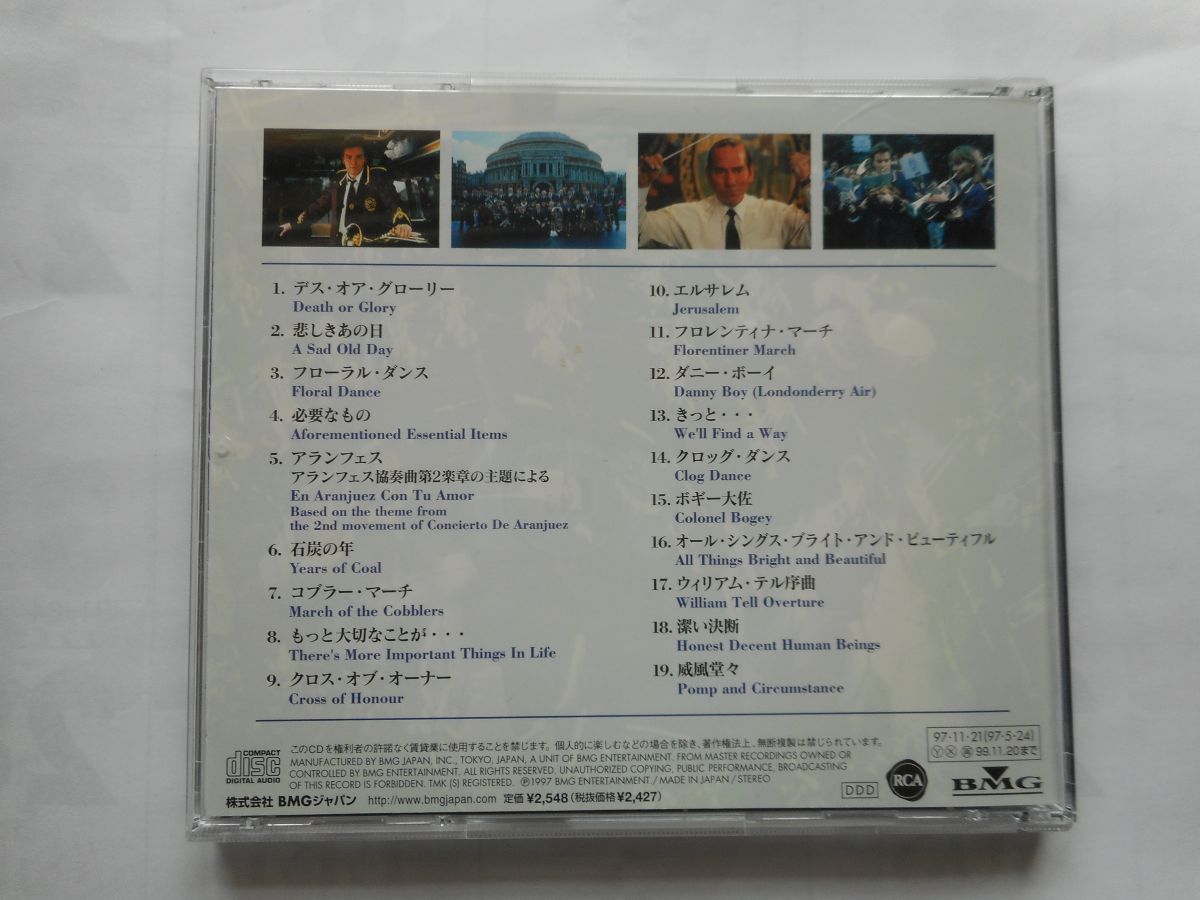 1. デス・オア・グローリー
Death or Glory
2. 悲しきあの日
A Sad Old Day
3. フローラル・ダンス
Floral Dance
4. 必要なもの
Aforementioned Essential Items
5. アランフェス
アランフェス協奏曲第2楽章の主題による
En Aranjuez Con Tu Amor
Based on the theme from
the 2nd movement of Concierto De Aranjuez
6. 石炭の年
Years of Coal
7. コブラー・マーチ
March of the Cobblers
8. もっと大切なことが・・・
There's More Important Things In Life
9. クロス・オブ・オーナー
Cross of Honour
10. エルサレム
Jerusalem
11. フロレンティナ・マーチ
Florentiner March
12. ダニー・ボーイ
Danny Boy (Londonderry Air)
13. きっと・・・
We'll Find a Way
14. クロッグ・ダンス
Clog Dance
15. ボギー大佐
Colonel Bogey
16. オール・シングス・ブライト・アンド・ビューティフル
All Things Bright and Beautiful
17. ウィリアム・テル序曲
William Tell Overture
18. 潔い決断
Honest Decent Human Beings
19. 威風堂々
Pomp and Circumstance
COMPACT
disc
DIGITAL AUDIO
このCDを権利者の許諾なく賃貸業に使用することを禁じます。個人的に楽しむなどの場合を除き、著作権法上、無断複製は禁じられています。
MANUFACTURED BY BMG JAPAN, INC., TOKYO, JAPAN, A UNIT OF BMG ENTERTAINMENT. FROM MASTER RECORDINGS OWNED OR
CONTROLLED BY BMG ENTERTAINMENT. ALL RIGHTS RESERVED. UNAUTHORIZED COPYING, PUBLIC PERFORMANCE, BROADCASTING
OF THIS RECORD IS FORBIDDEN. TMK (S) REGISTERED. Ⓟ1997 BMG ENTERTAINMENT / MADE IN JAPAN / STEREO
株式会社 BMGジャパン http://www.bmgjapan.com 定価 ¥2,548(税抜価格¥2,427)
DDD
RCA
97-11-21(97-5-24)
Ⓨ Ⓧ 99.11.20まで
BMG